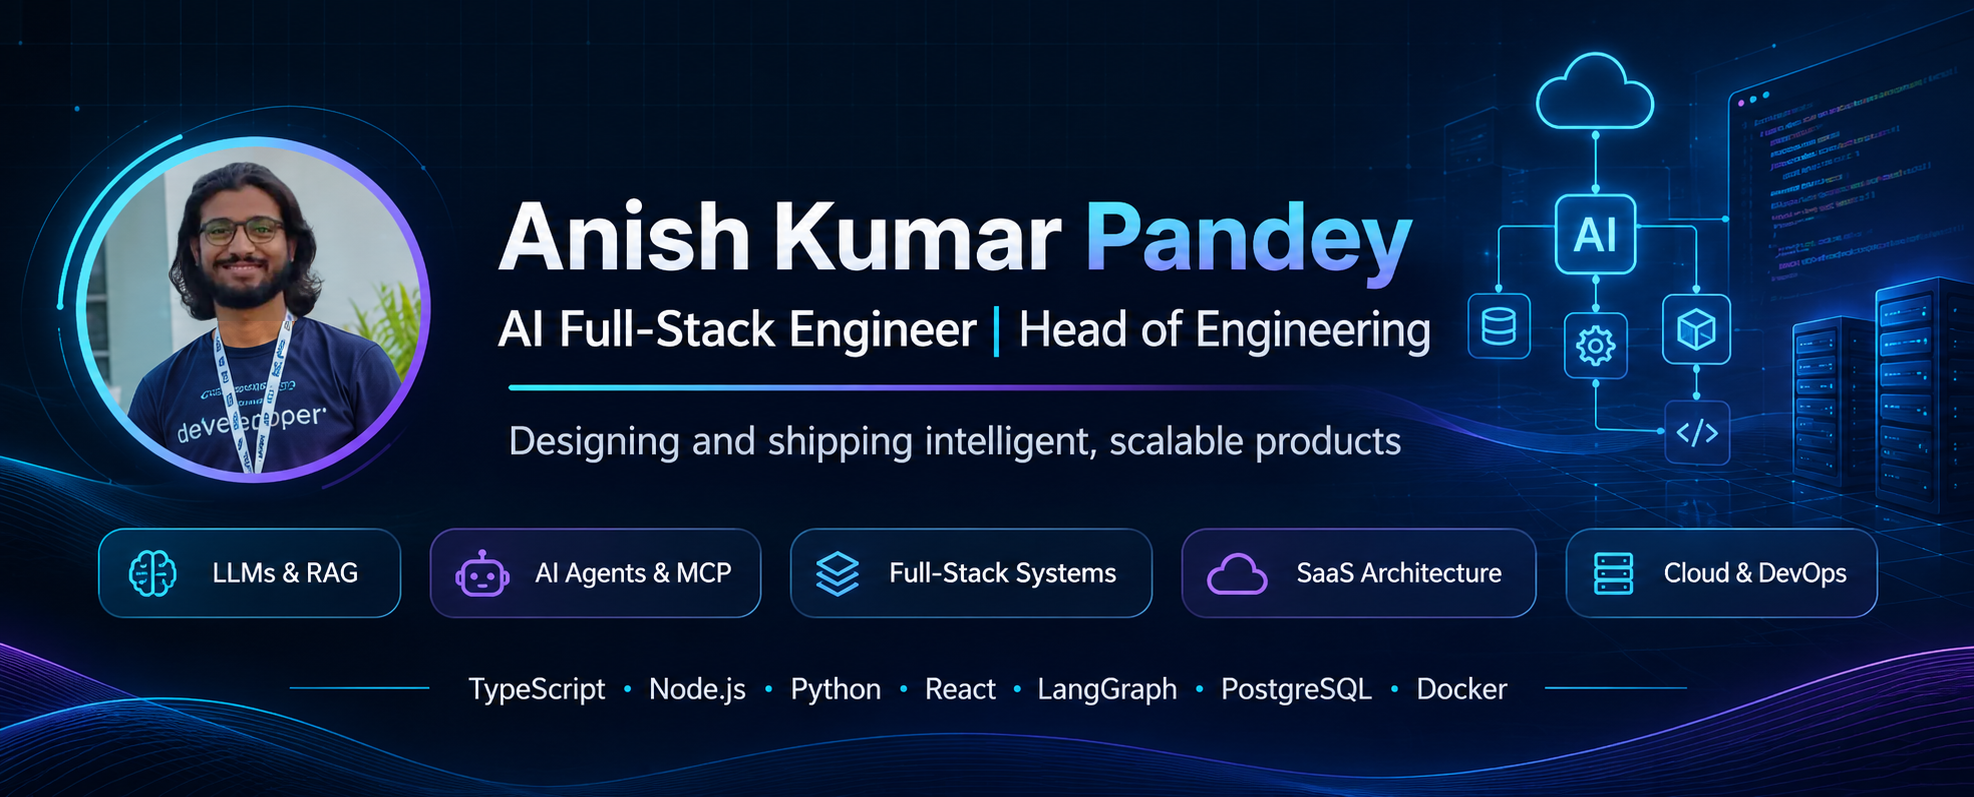 Anish Kumar Pandey
AI Full-Stack Engineer | Head of Engineering
Designing and shipping intelligent, scalable products
AI
</>
developer
LLMs & RAG
AI Agents & MCP
Full-Stack Systems
SaaS Architecture
Cloud & DevOps
TypeScript • Node.js • Python • React • LangGraph • PostgreSQL • Docker